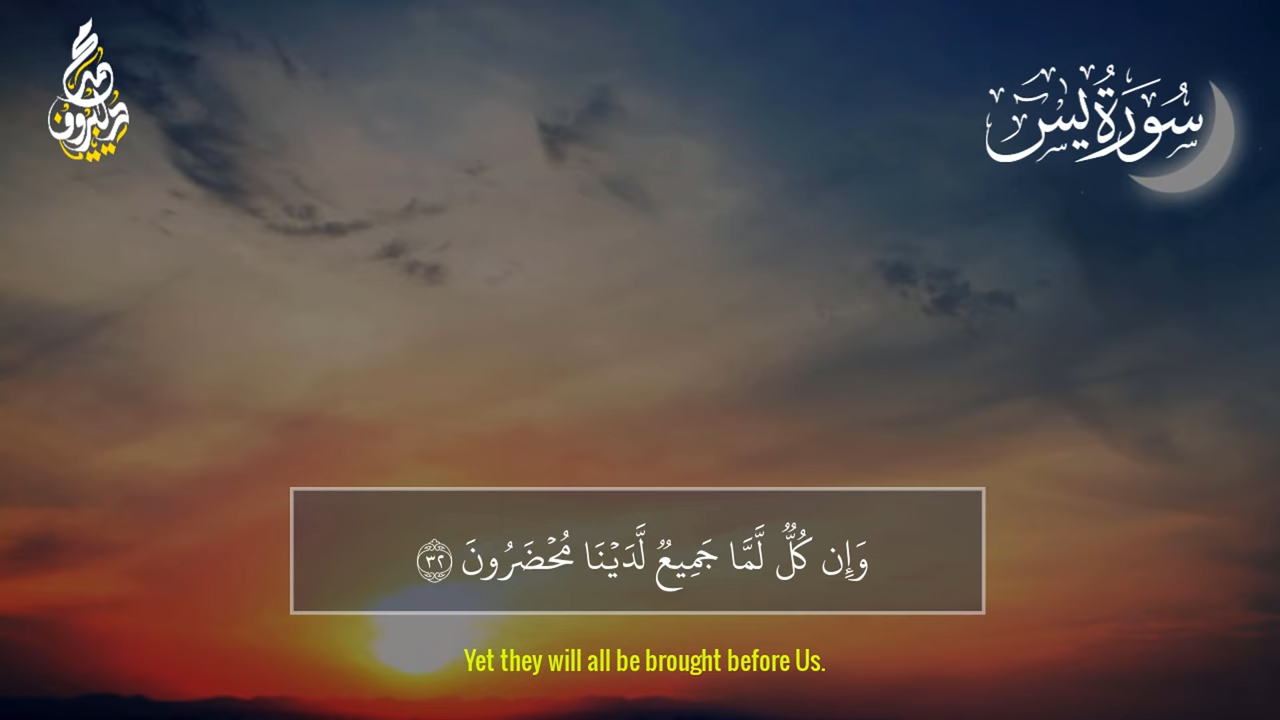 سُورَةُ يسٓ
وَإِن كُلٌّ لَّمَّا جَمِيعٌ لَّدَيْنَا مُحْضَرُونَ ٣٢
Yet they will all be brought before Us.